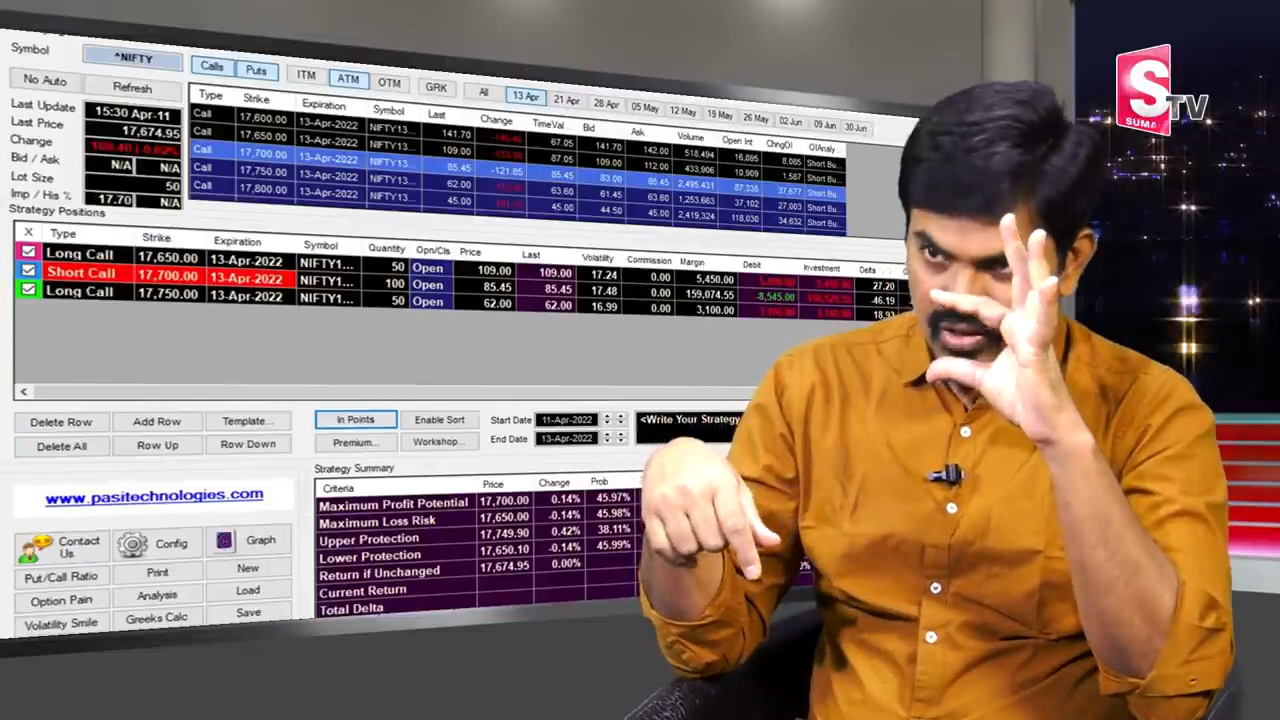 Symbol ^NIFTY Calls Puts ITM ATM OTM GRK All 13 Apr 21 Apr 28 Apr 05 May 12 May 19 May 26 May 02 Jun 09 Jun 30 Jun
No Auto Refresh
Last Update 15:30 Apr-11
Last Price 17,674.95
Change
Bid / Ask N/A N/A
Lot Size 50
Imp / His % 17.70 N/A
Type Strike Expiration Symbol Last Change TimeVal... Bid Ask Volume Open Int ChngOI OIAnaly
Call 17,600.00 13-Apr-2022 NIFTY13... 141.70 67.05 141.70 142.00 518,494 16,895 8,085 Short Bu...
Call 17,650.00 13-Apr-2022 NIFTY13... 109.00 87.05 109.00 112.00 433,906 10,909 1,587 Short Bu...
Call 17,700.00 13-Apr-2022 NIFTY13... 85.45 -121.85 85.45 83.00 85.45 2,495,431 87,335 37,677 Short Bu...
Call 17,750.00 13-Apr-2022 NIFTY13... 62.00 63.60 61.45 63.60 1,253,663 37,102 27,003 Short Bu...
Call 17,800.00 13-Apr-2022 NIFTY13... 45.00 45.00 44.50 45.00 2,419,324 118,030 34,632 Short Bu...
Strategy Positions
X Type Strike Expiration Symbol Quantity Opn/Cls Price Last Volatility Commission Margin Debit Investment Delta
Long Call 17,650.00 13-Apr-2022 NIFTY1... 50 Open 109.00 109.00 17.24 0.00 5,450.00 27.20
Short Call 17,700.00 13-Apr-2022 NIFTY1... 100 Open 85.45 85.45 17.48 0.00 159,074.55 -8,545.00 -46.19
Long Call 17,750.00 13-Apr-2022 NIFTY1... 50 Open 62.00 62.00 16.99 0.00 3,100.00 18.93
Delete Row Add Row Template... In Points Enable Sort Start Date 11-Apr-2022 <Write Your Strategy
Delete All Row Up Row Down Premium... Workshop... End Date 13-Apr-2022
www.pasitechnologies.com
Contact Us Config Graph
Put/Call Ratio Print New
Option Pain Analysis Load
Volatility Smile Greeks Calc Save
Strategy Summary
Criteria Price Change Prob
Maximum Profit Potential 17,700.00 0.14% 45.97%
Maximum Loss Risk 17,650.00 -0.14% 45.98%
Upper Protection 17,749.90 0.42% 38.11%
Lower Protection 17,650.10 -0.14% 45.99%
Return if Unchanged 17,674.95 0.00%
Current Return
Total Delta
S TV
SUMAN